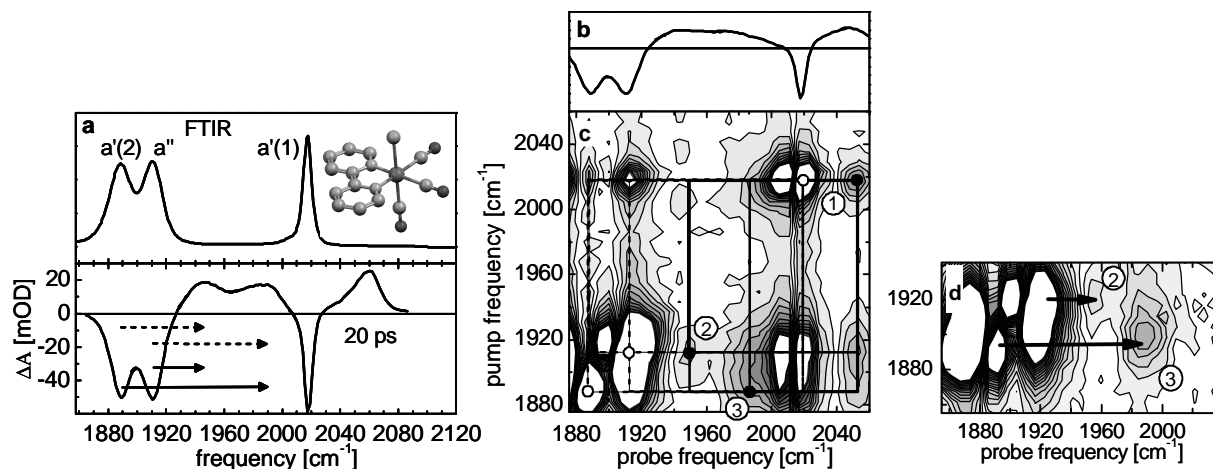 a
FTIR
a'(2) a" a'(1)
20
0
-20
-40
ΔA [mOD]
20 ps
1880 1920 1960 2000 2040 2080 2120
frequency [cm⁻¹]
b
c
2040
2000
1960
1920
1880
pump frequency [cm⁻¹]
1
2
3
1880 1920 1960 2000 2040
probe frequency [cm⁻¹]
d
1920
1880
2
3
1880 1920 1960 2000
probe frequency [cm⁻¹]